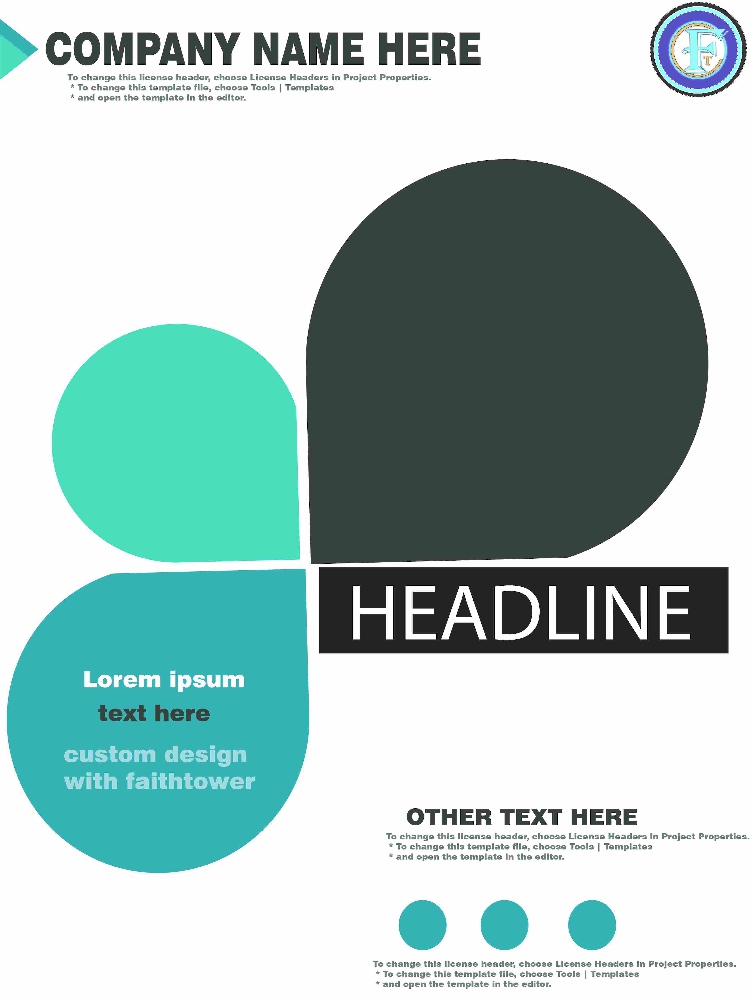 COMPANY NAME HERE
To change this license header, choose License Headers in Project Properties.
* To change this template file, choose Tools | Templates
* and open the template in the editor.
FT
HEADLINE
Lorem ipsum
text here
custom design
with faithtower
OTHER TEXT HERE
To change this license header, choose License Headers in Project Properties.
* To change this template file, choose Tools | Templates
* and open the template in the editor.
To change this license header, choose License Headers in Project Properties.
* To change this template file, choose Tools | Templates
* and open the template in the editor.